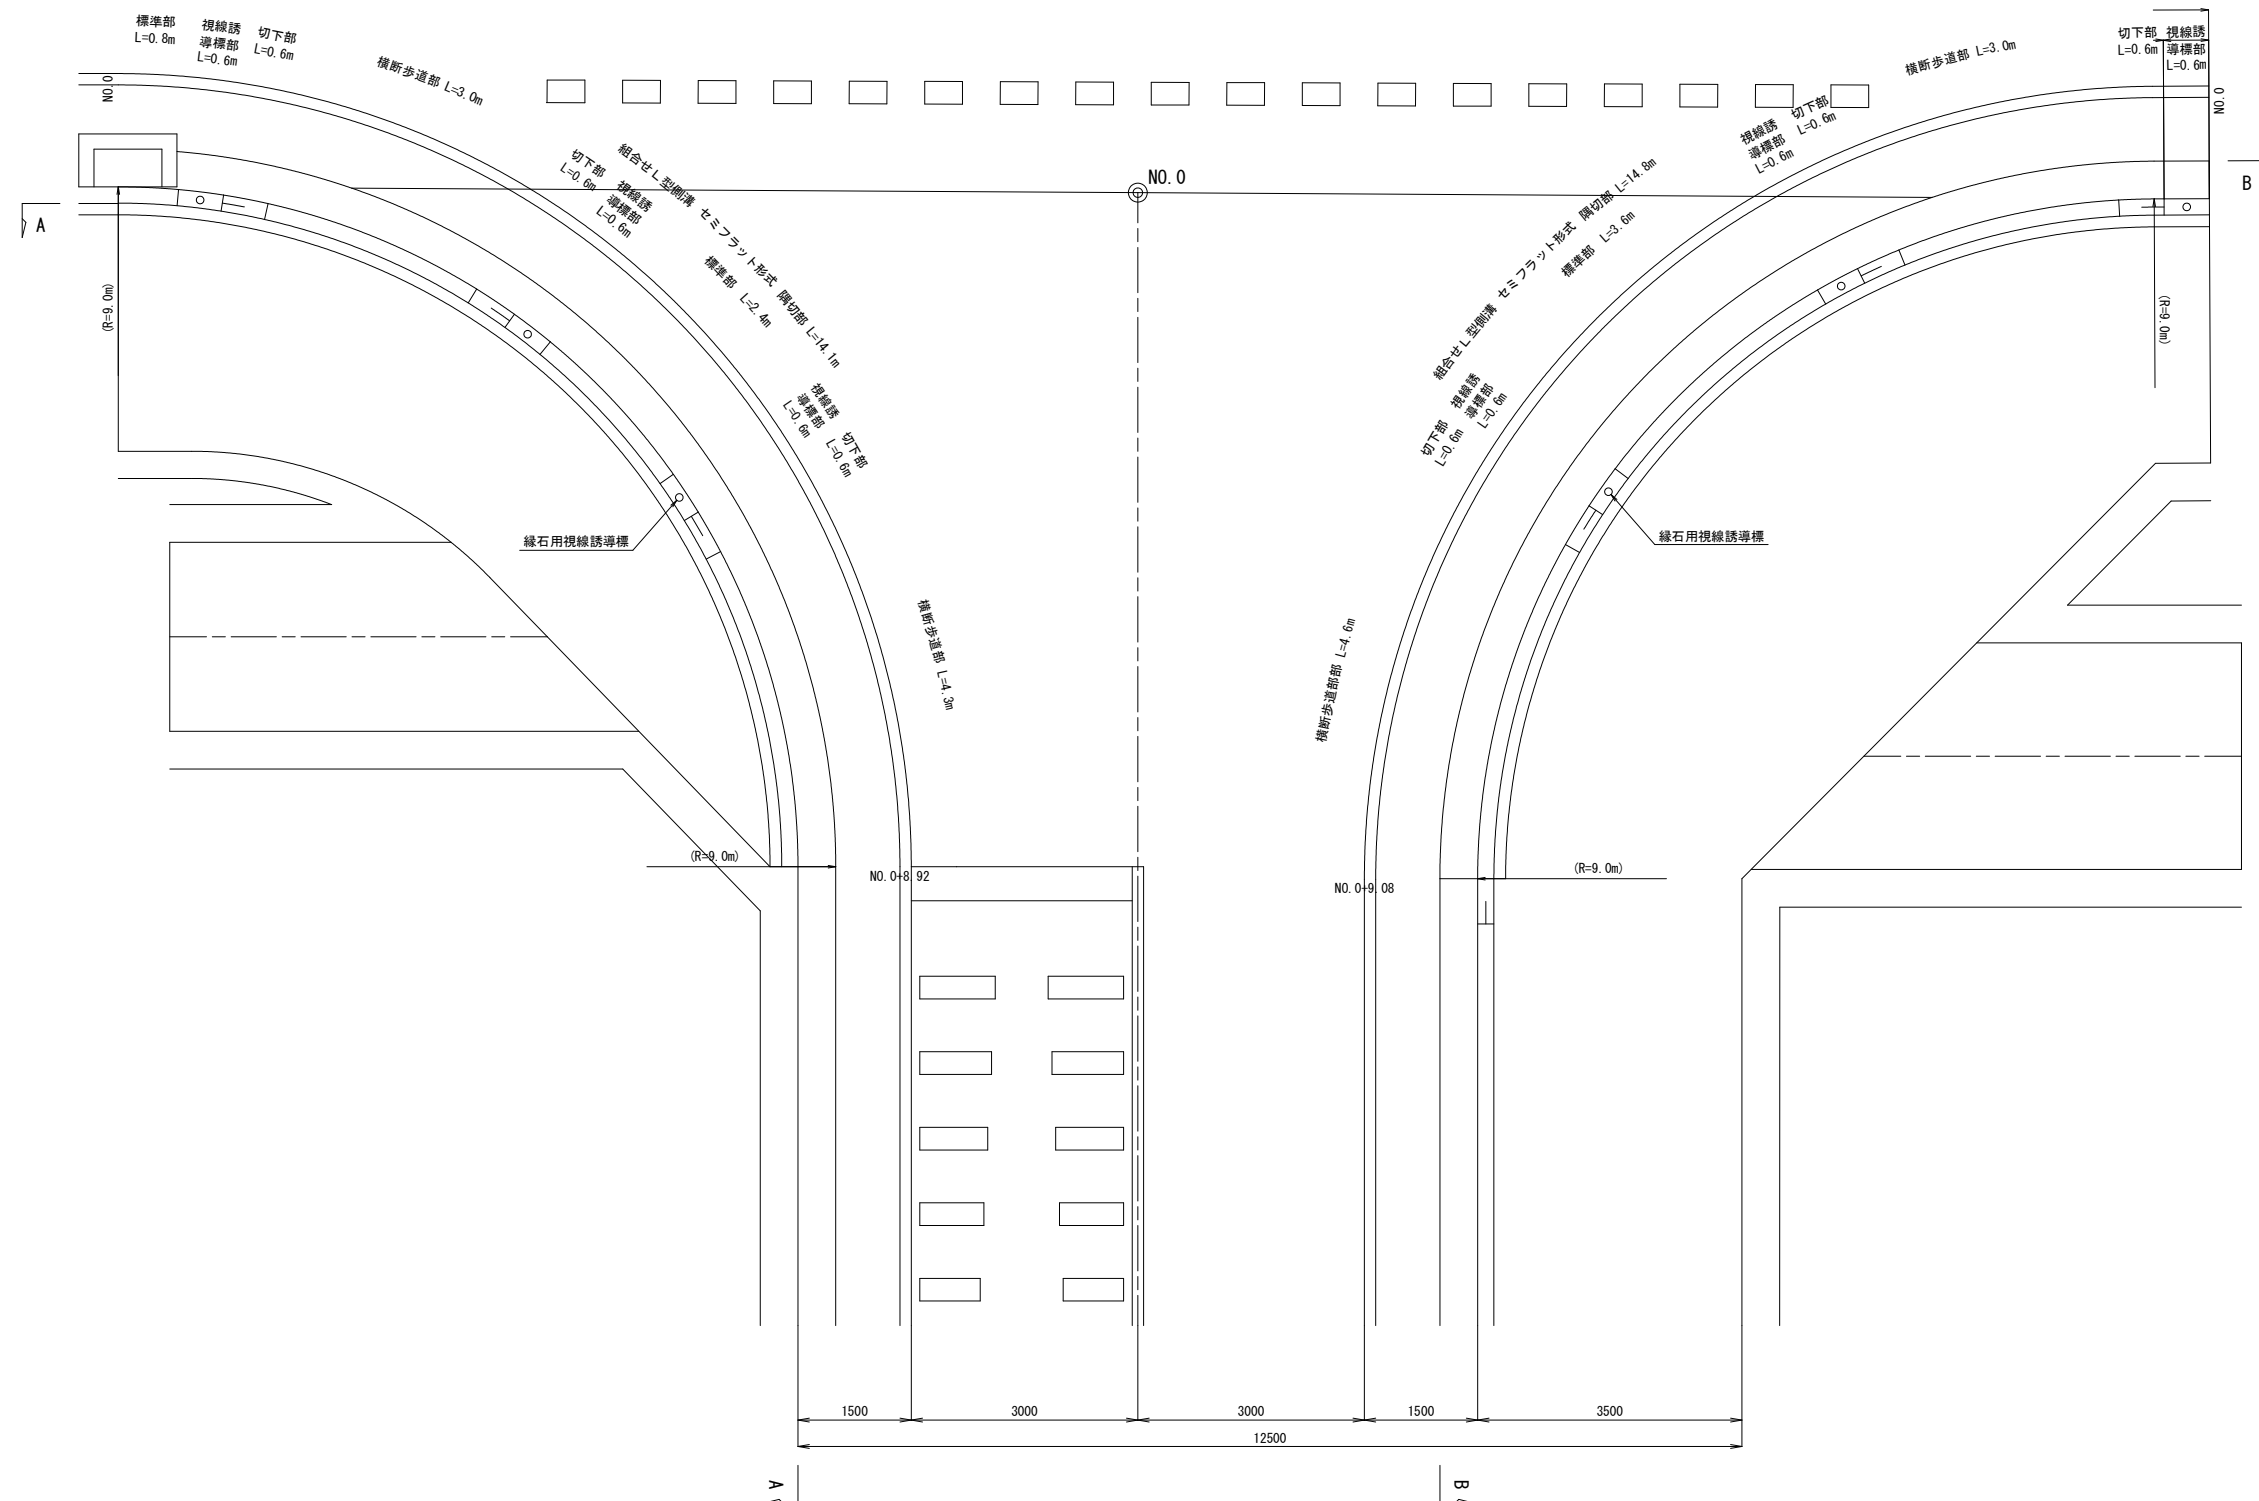 標準部
L=0.8m
視線誘
導標部
L=0.6m
切下部
L=0.6m
横断歩道部 L=3.0m
横断歩道部 L=3.0m
切下部
L=0.6m
視線誘
導標部
L=0.6m
NO.0
NO.0
切下部
L=0.6m
視線誘
導標部
L=0.6m
組合せL型側溝 セミフラット形式 隅切部 L=14.1m
標準部 L=2.4m
視線誘
導標部
L=0.6m
切下部
L=0.6m
NO.0
視線誘
導標部
L=0.6m
切下部
L=0.6m
組合せL型側溝 セミフラット形式 隅切部 L=14.8m
標準部 L=3.6m
切下部
L=0.6m
視線誘
導標部
L=0.6m
A
B
(R=9.0m)
(R=9.0m)
縁石用視線誘導標
縁石用視線誘導標
横断歩道部 L=4.3m
横断歩道部部 L=4.6m
(R=9.0m)
NO.0+8.92
NO.0+9.08
(R=9.0m)
1500
3000
3000
1500
3500
12500
A
B